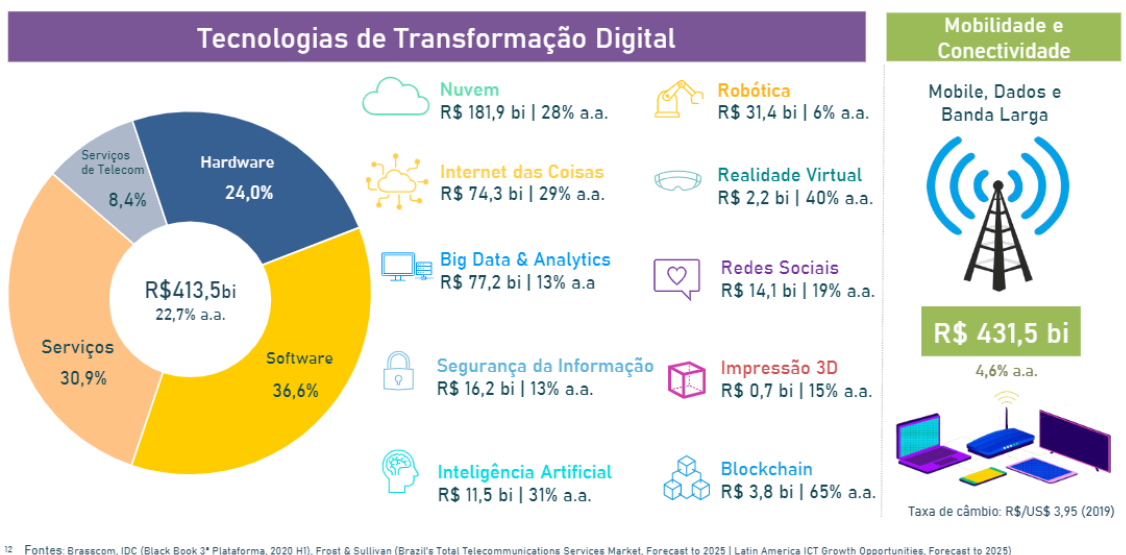 Tecnologias de Transformação Digital
Serviços
de Telecom
8,4%
Hardware
24,0%
R$413,5bi
22,7% a.a.
Serviços
30,9%
Software
36,6%
Nuvem
R$ 181,9 bi | 28% a.a.
Internet das Coisas
R$ 74,3 bi | 29% a.a.
Big Data & Analytics
R$ 77,2 bi | 13% a.a
Segurança da Informação
R$ 16,2 bi | 13% a.a.
Inteligência Artificial
R$ 11,5 bi | 31% a.a.
Robótica
R$ 31,4 bi | 6% a.a.
Realidade Virtual
R$ 2,2 bi | 40% a.a.
Redes Sociais
R$ 14,1 bi | 19% a.a.
Impressão 3D
R$ 0,7 bi | 15% a.a.
Blockchain
R$ 3,8 bi | 65% a.a.
Mobilidade e
Conectividade
Mobile, Dados e
Banda Larga
R$ 431,5 bi
4,6% a.a.
Taxa de câmbio: R$/US$ 3,95 (2019)
12 Fontes: Brasscom, IDC (Black Book 3ª Plataforma, 2020 H1), Frost & Sullivan (Brazil's Total Telecommunications Services Market, Forecast to 2025 | Latin America ICT Growth Opportunities, Forecast to 2025)